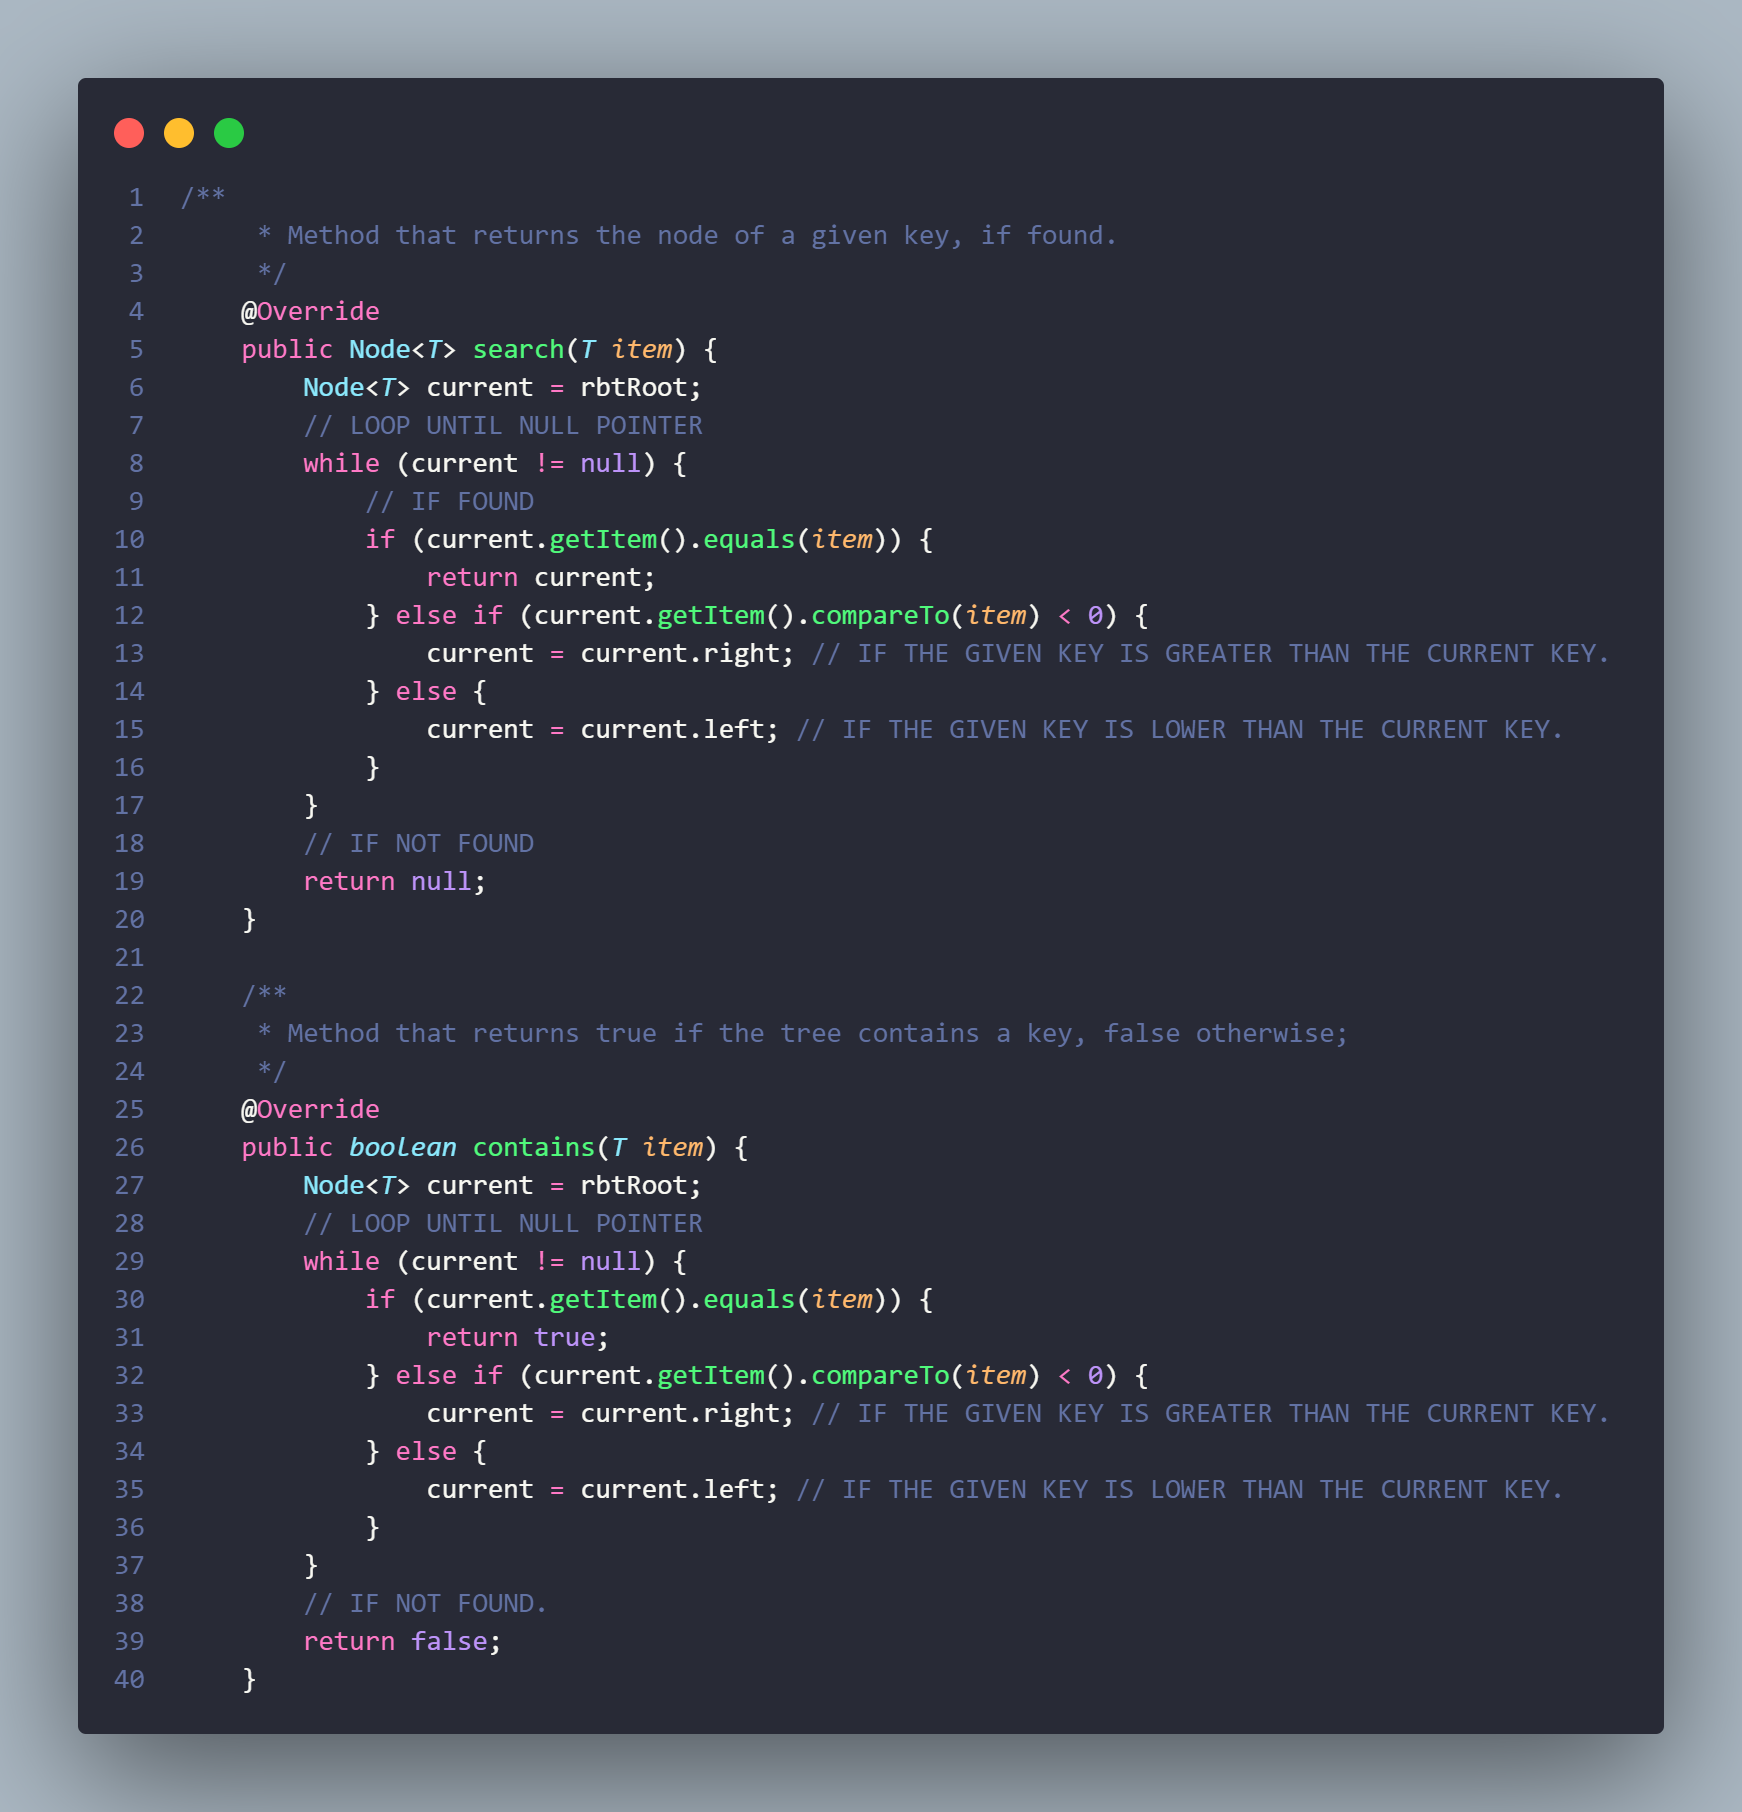 1 /**
2      * Method that returns the node of a given key, if found.
3      */
4     @Override
5     public Node<T> search(T item) {
6         Node<T> current = rbtRoot;
7         // LOOP UNTIL NULL POINTER
8         while (current != null) {
9             // IF FOUND
10             if (current.getItem().equals(item)) {
11                 return current;
12             } else if (current.getItem().compareTo(item) < 0) {
13                 current = current.right; // IF THE GIVEN KEY IS GREATER THAN THE CURRENT KEY.
14             } else {
15                 current = current.left; // IF THE GIVEN KEY IS LOWER THAN THE CURRENT KEY.
16             }
17         }
18         // IF NOT FOUND
19         return null;
20     }
21
22     /**
23      * Method that returns true if the tree contains a key, false otherwise;
24      */
25     @Override
26     public boolean contains(T item) {
27         Node<T> current = rbtRoot;
28         // LOOP UNTIL NULL POINTER
29         while (current != null) {
30             if (current.getItem().equals(item)) {
31                 return true;
32             } else if (current.getItem().compareTo(item) < 0) {
33                 current = current.right; // IF THE GIVEN KEY IS GREATER THAN THE CURRENT KEY.
34             } else {
35                 current = current.left; // IF THE GIVEN KEY IS LOWER THAN THE CURRENT KEY.
36             }
37         }
38         // IF NOT FOUND.
39         return false;
40     }